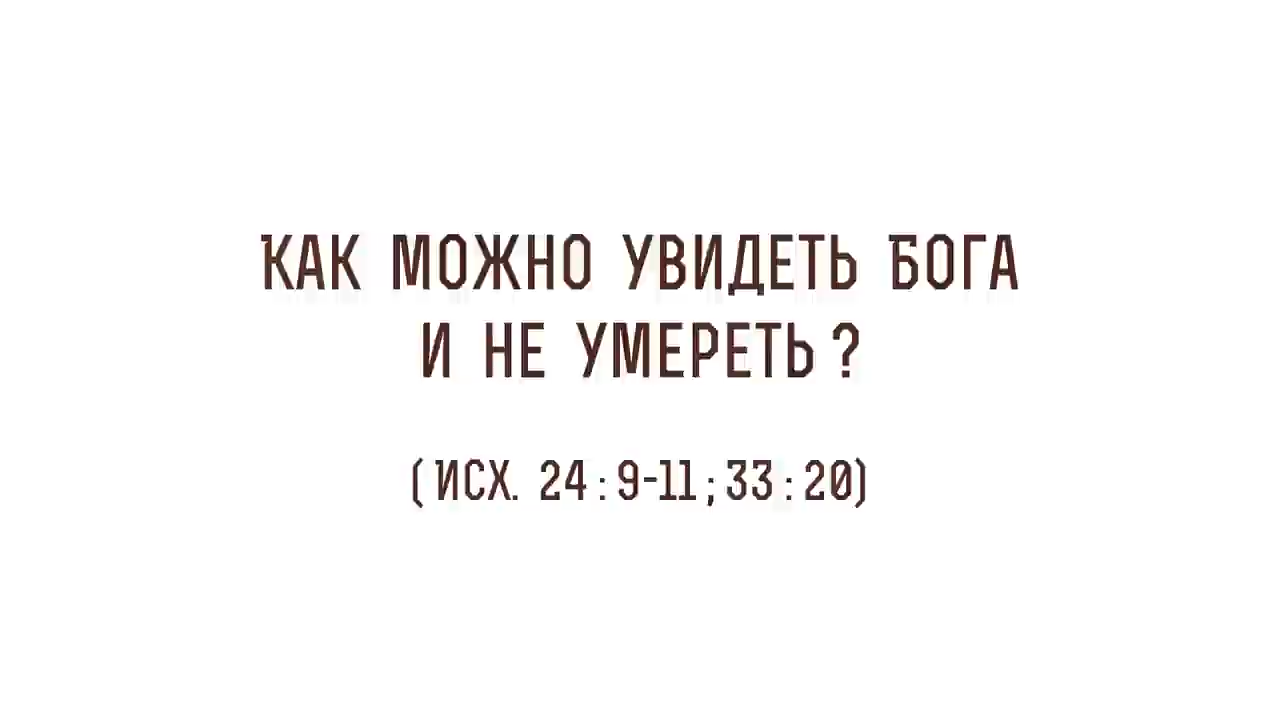 КАК МОЖНО УВИДЕТЬ БОГА
И НЕ УМЕРЕТЬ?
(ИСХ. 24:9-11;33:20)